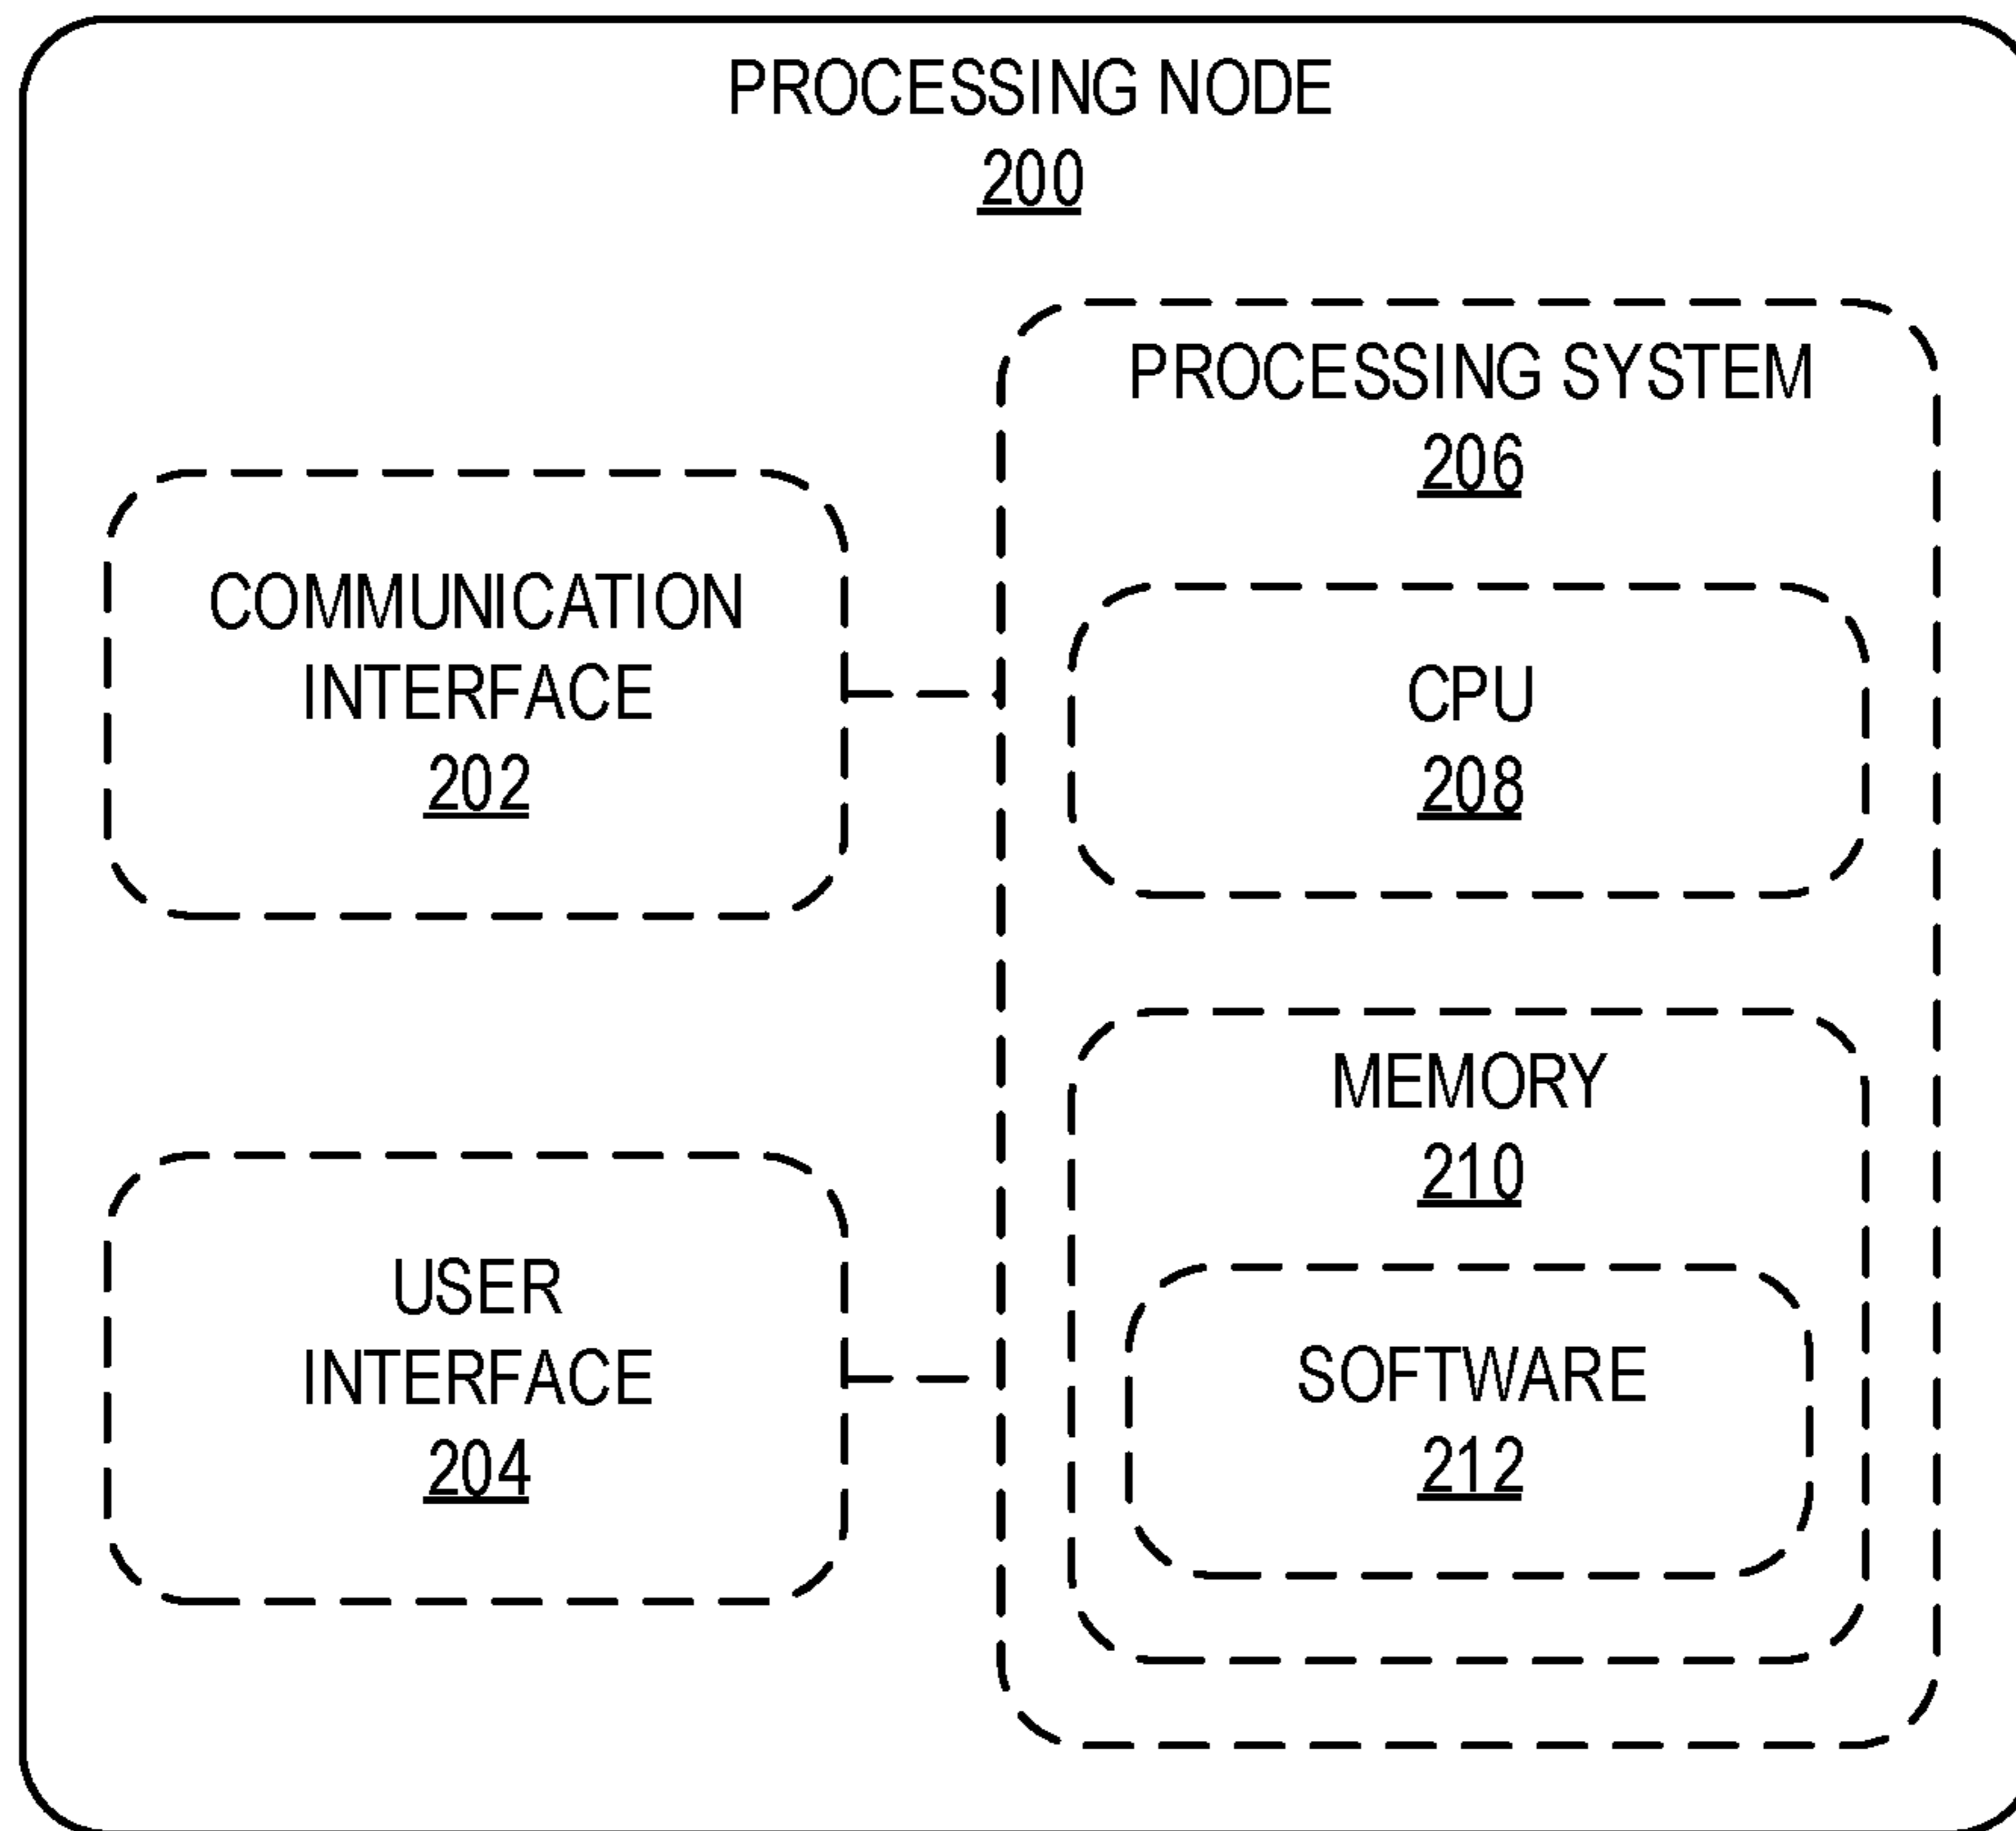 PROCESSING NODE
200
PROCESSING SYSTEM
206
COMMUNICATION
INTERFACE
202
CPU
208
MEMORY
210
USER
INTERFACE
204
SOFTWARE
212